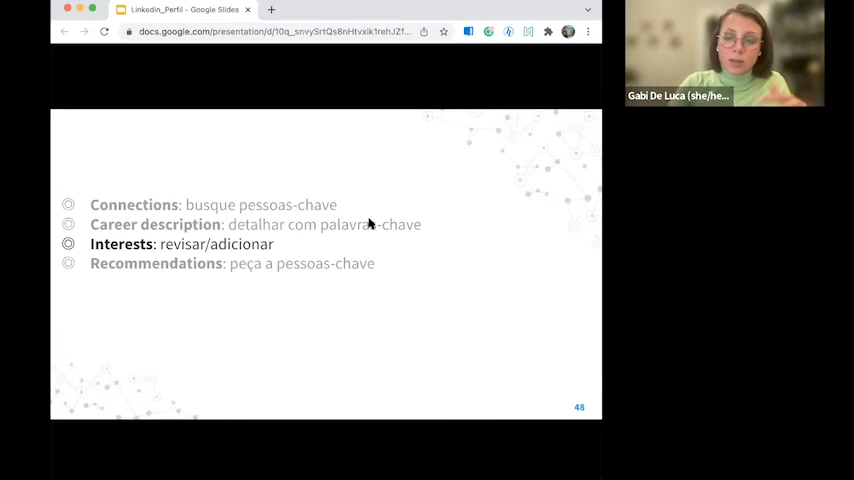 Linkedin_Perfil - Google Slides
docs.google.com/presentation/d/10q_snvySrtQs8nHtvxik1rehJZf...
Gabi De Luca (she/he...
Connections: busque pessoas-chave
Career description: detalhar com palavras-chave
Interests: revisar/adicionar
Recommendations: peça a pessoas-chave
48